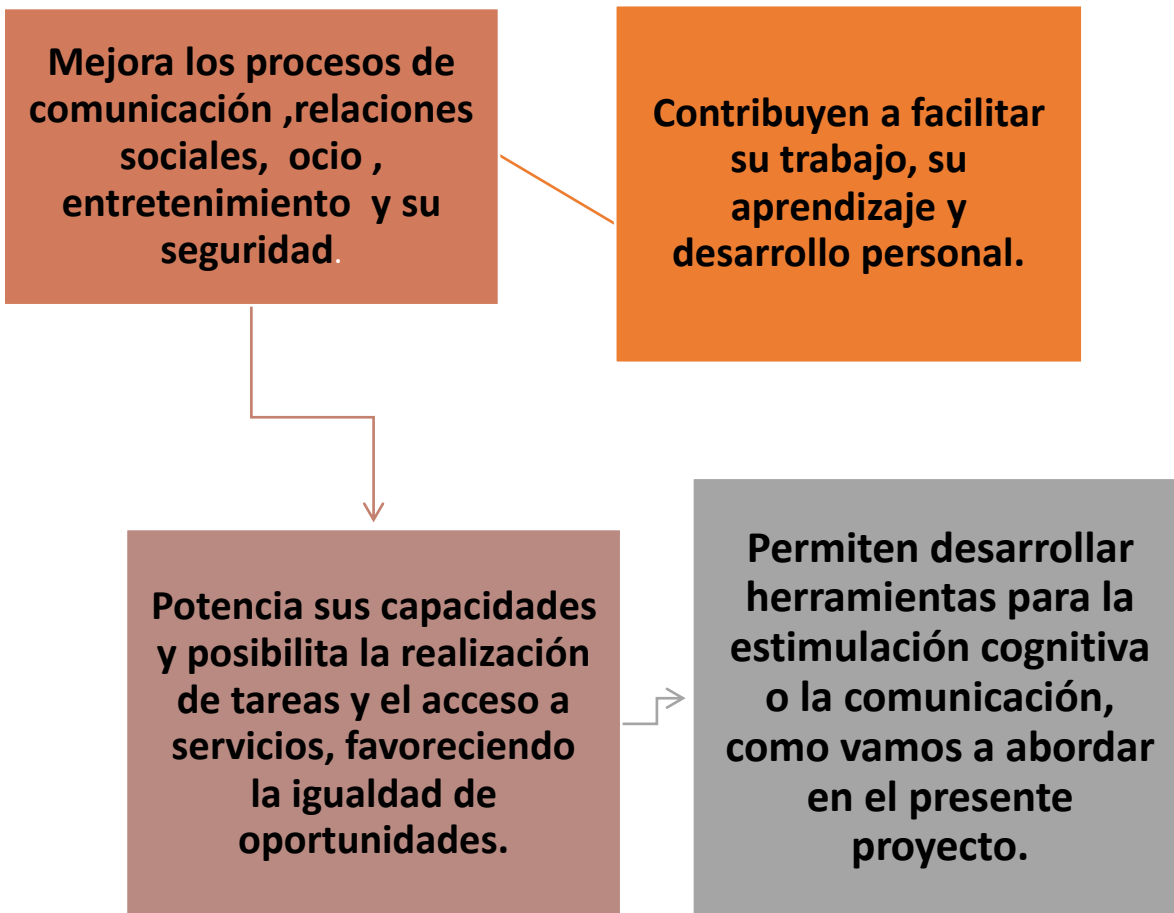 Mejora los procesos de
comunicación ,relaciones
sociales, ocio ,
entretenimiento y su
seguridad.
Contribuyen a facilitar
su trabajo, su
aprendizaje y
desarrollo personal.
Potencia sus capacidades
y posibilita la realización
de tareas y el acceso a
servicios, favoreciendo
la igualdad de
oportunidades.
Permiten desarrollar
herramientas para la
estimulación cognitiva
o la comunicación,
como vamos a abordar
en el presente
proyecto.